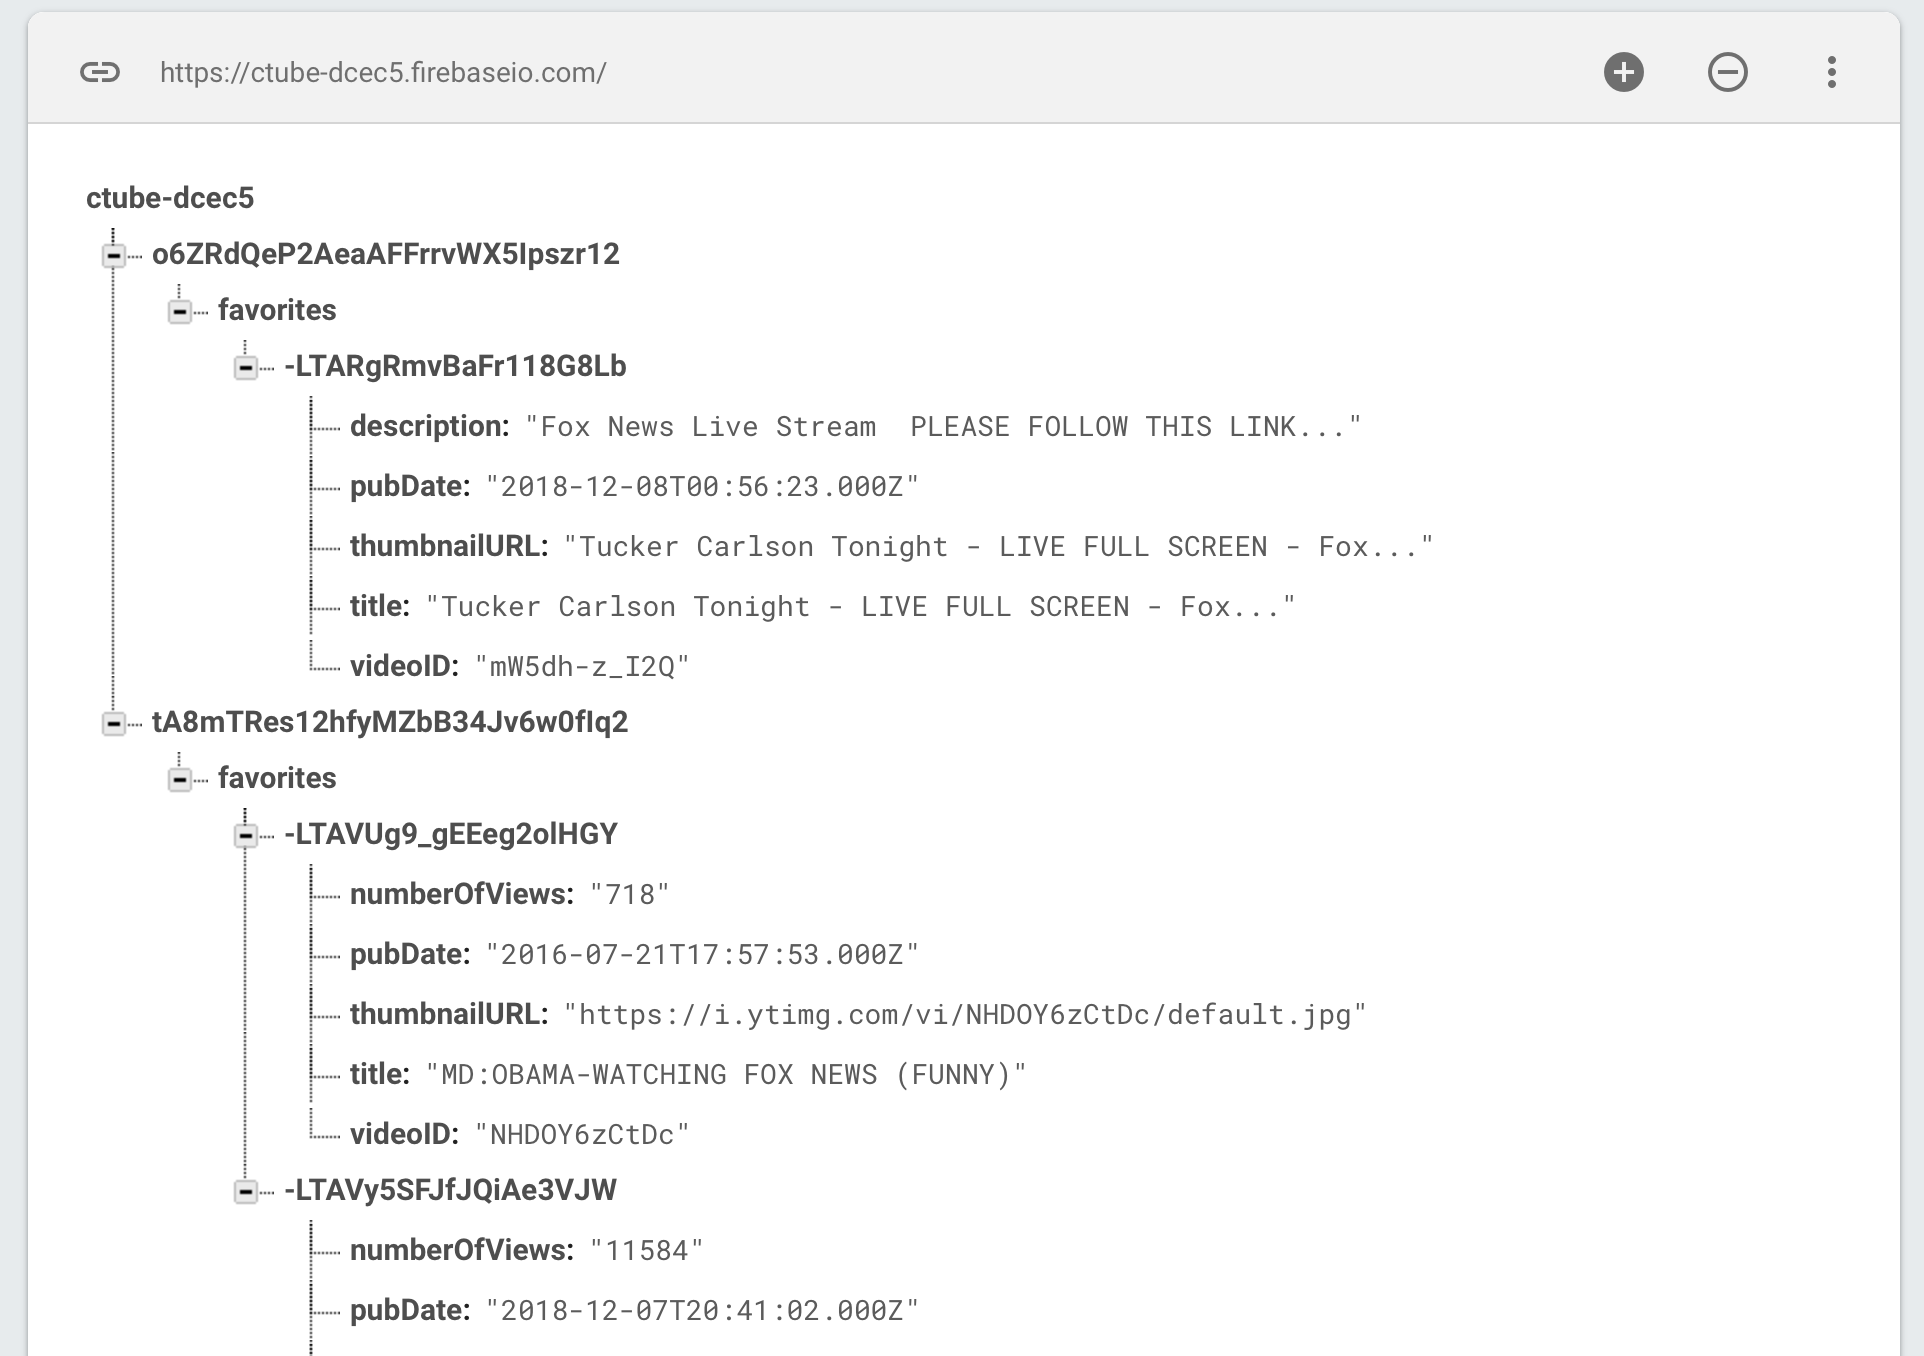 https://ctube-dcec5.firebaseio.com/
ctube-dcec5
o6ZRdQeP2AeaAFFrrvWX5Ipszr12
favorites
-LTARgRmvBaFr118G8Lb
description: "Fox News Live Stream  PLEASE FOLLOW THIS LINK..."
pubDate: "2018-12-08T00:56:23.000Z"
thumbnailURL: "Tucker Carlson Tonight - LIVE FULL SCREEN - Fox..."
title: "Tucker Carlson Tonight - LIVE FULL SCREEN - Fox..."
videoID: "mW5dh-z_I2Q"
tA8mTRes12hfyMZbB34Jv6w0fIq2
favorites
-LTAVUg9_gEEeg2olHGY
numberOfViews: "718"
pubDate: "2016-07-21T17:57:53.000Z"
thumbnailURL: "https://i.ytimg.com/vi/NHDOY6zCtDc/default.jpg"
title: "MD:OBAMA-WATCHING FOX NEWS (FUNNY)"
videoID: "NHDOY6zCtDc"
-LTAVy5SFJfJQiAe3VJW
numberOfViews: "11584"
pubDate: "2018-12-07T20:41:02.000Z"